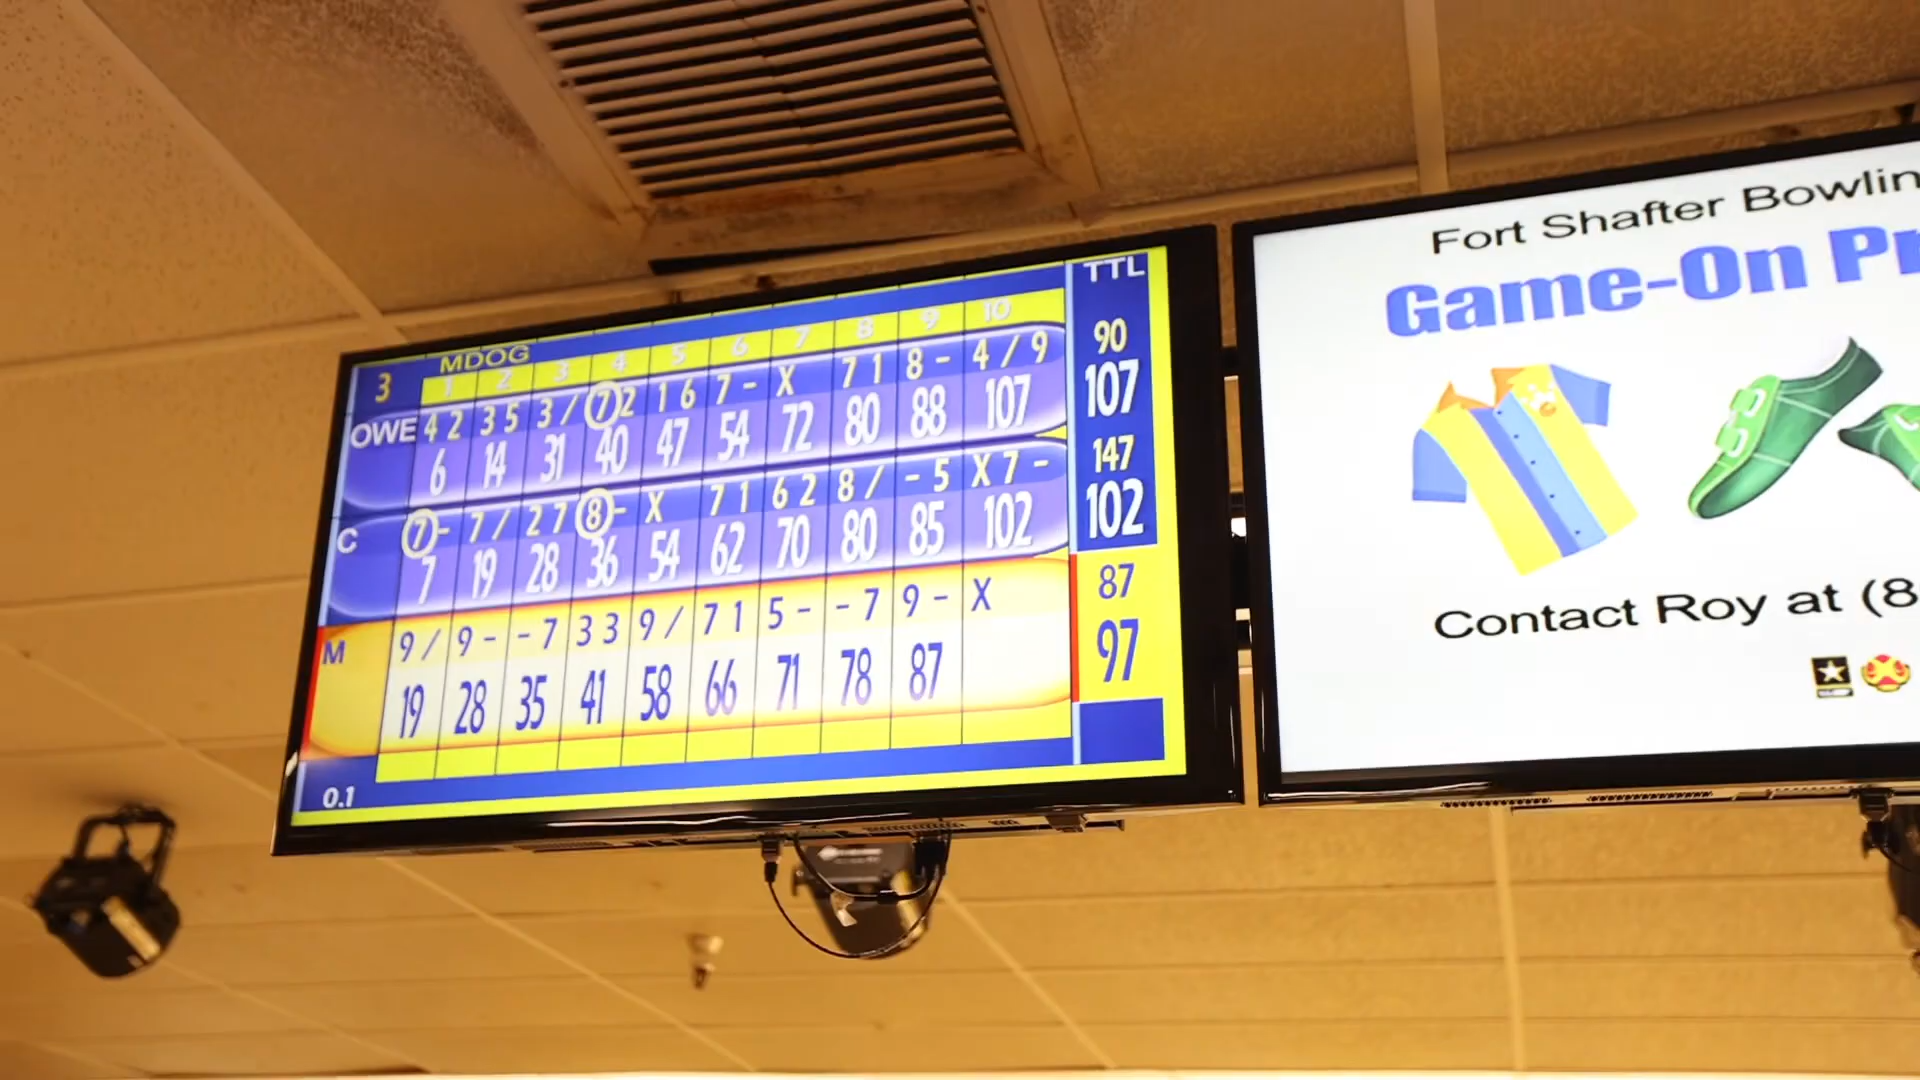 TTL
MDOG
3 1 2 3 4 5 6 7 8 9 10
OWE 4 2 3 5 3 / 7 2 1 6 7 - X 7 1 8 - 4 / 9 90
6 14 31 40 47 54 72 80 88 107 107
C 7 - 7 / 2 7 8 - X 7 1 6 2 8 / - 5 X 7 - 147
7 19 28 36 54 62 70 80 85 102 102
M 9 / 9 - - 7 3 3 9 / 7 1 5 - - 7 9 - X 87
19 28 35 41 58 66 71 78 87 97
0.1
Fort Shafter Bowlin
Game-On Pr
Contact Roy at (8